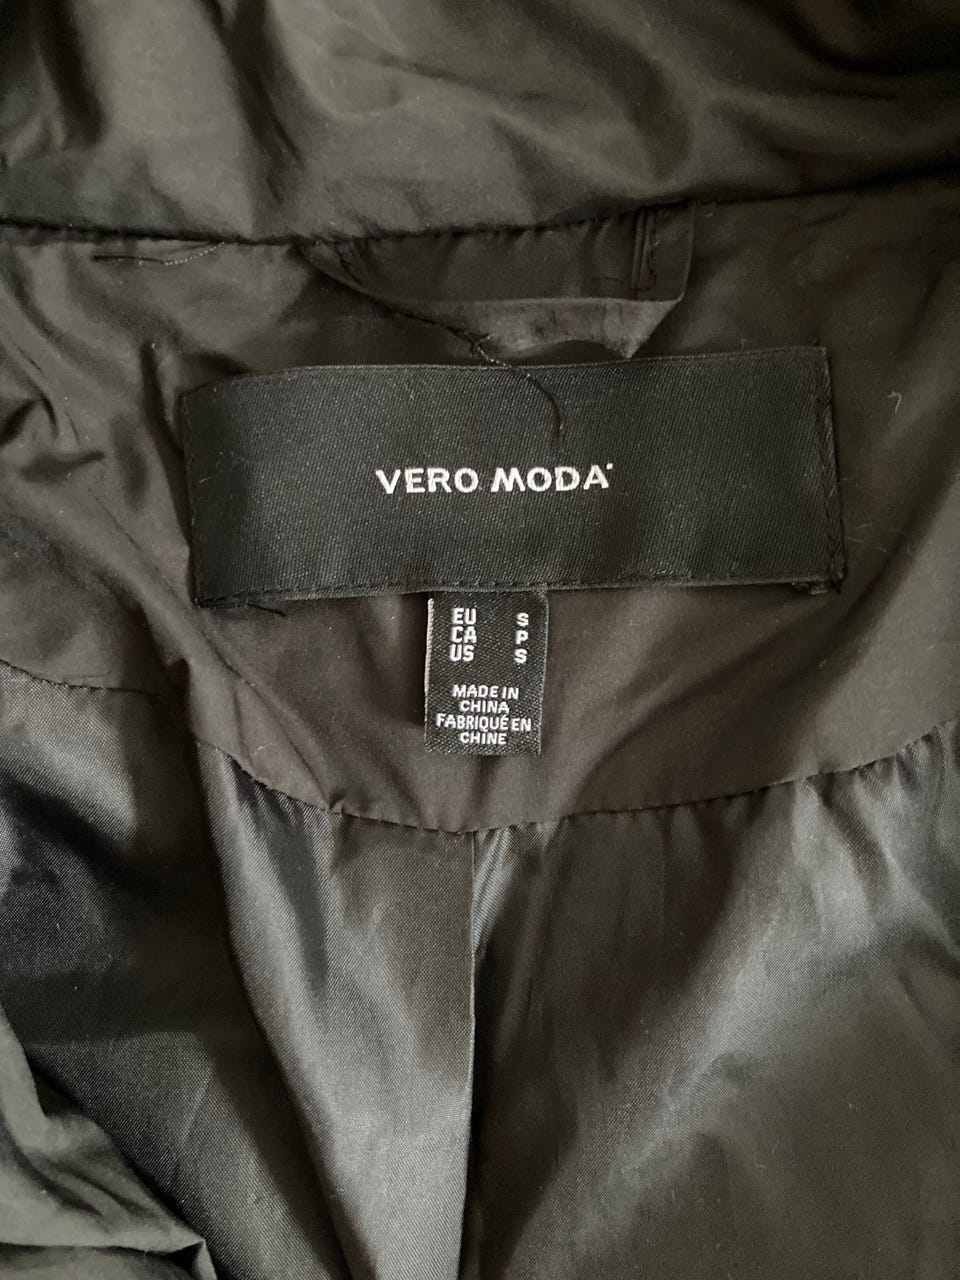 VERO MODA
EU S
CA P
US S
MADE IN
CHINA
FABRIQUÉ EN
CHINE